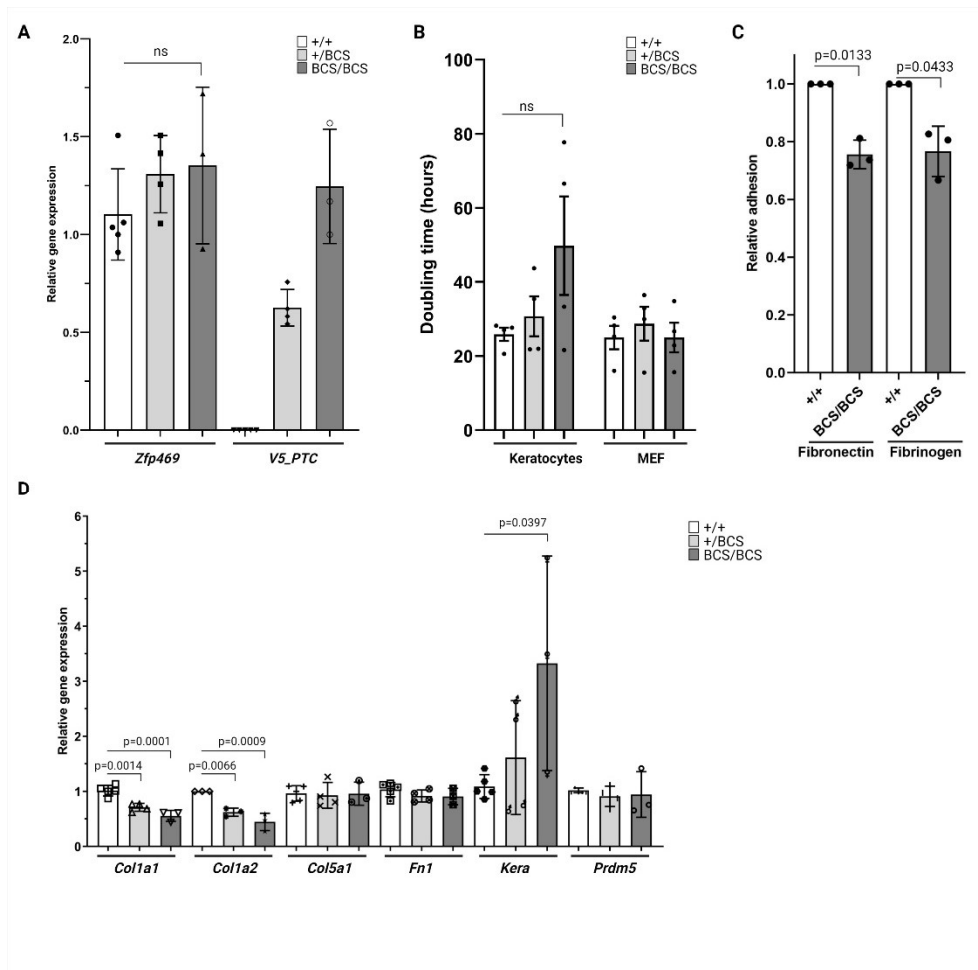 A
2.0
1.5
1.0
0.5
0.0
Relative gene expression
ns
+/+
+/BCS
BCS/BCS
Zfp469
V5_PTC
B
100
80
60
40
20
0
Doubling time (hours)
ns
+/+
+/BCS
BCS/BCS
Keratocytes
MEF
C
p=0.0133
p=0.0433
1.0
0.8
0.6
0.4
0.2
0.0
Relative adhesion
+/+
BCS/BCS
+/+
BCS/BCS
Fibronectin
Fibrinogen
D
6
5
4
3
2
1
0
Relative gene expression
p=0.0001
p=0.0014
p=0.0009
p=0.0066
p=0.0397
+/+
+/BCS
BCS/BCS
Col1a1
Col1a2
Col5a1
Fn1
Kera
Prdm5